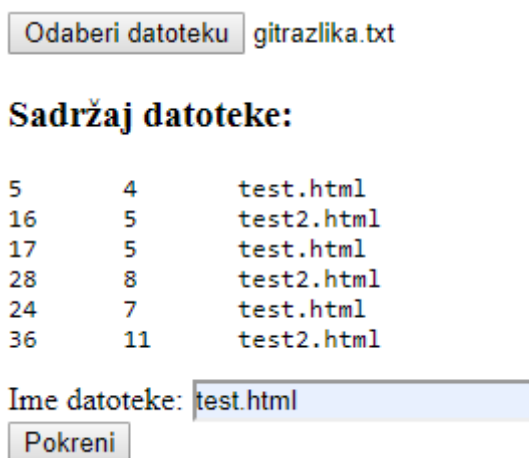 Odaberi datoteku gitrazlika.txt
Sadržaj datoteke:
5 4 test.html
16 5 test2.html
17 5 test.html
28 8 test2.html
24 7 test.html
36 11 test2.html
Ime datoteke: test.html
Pokreni